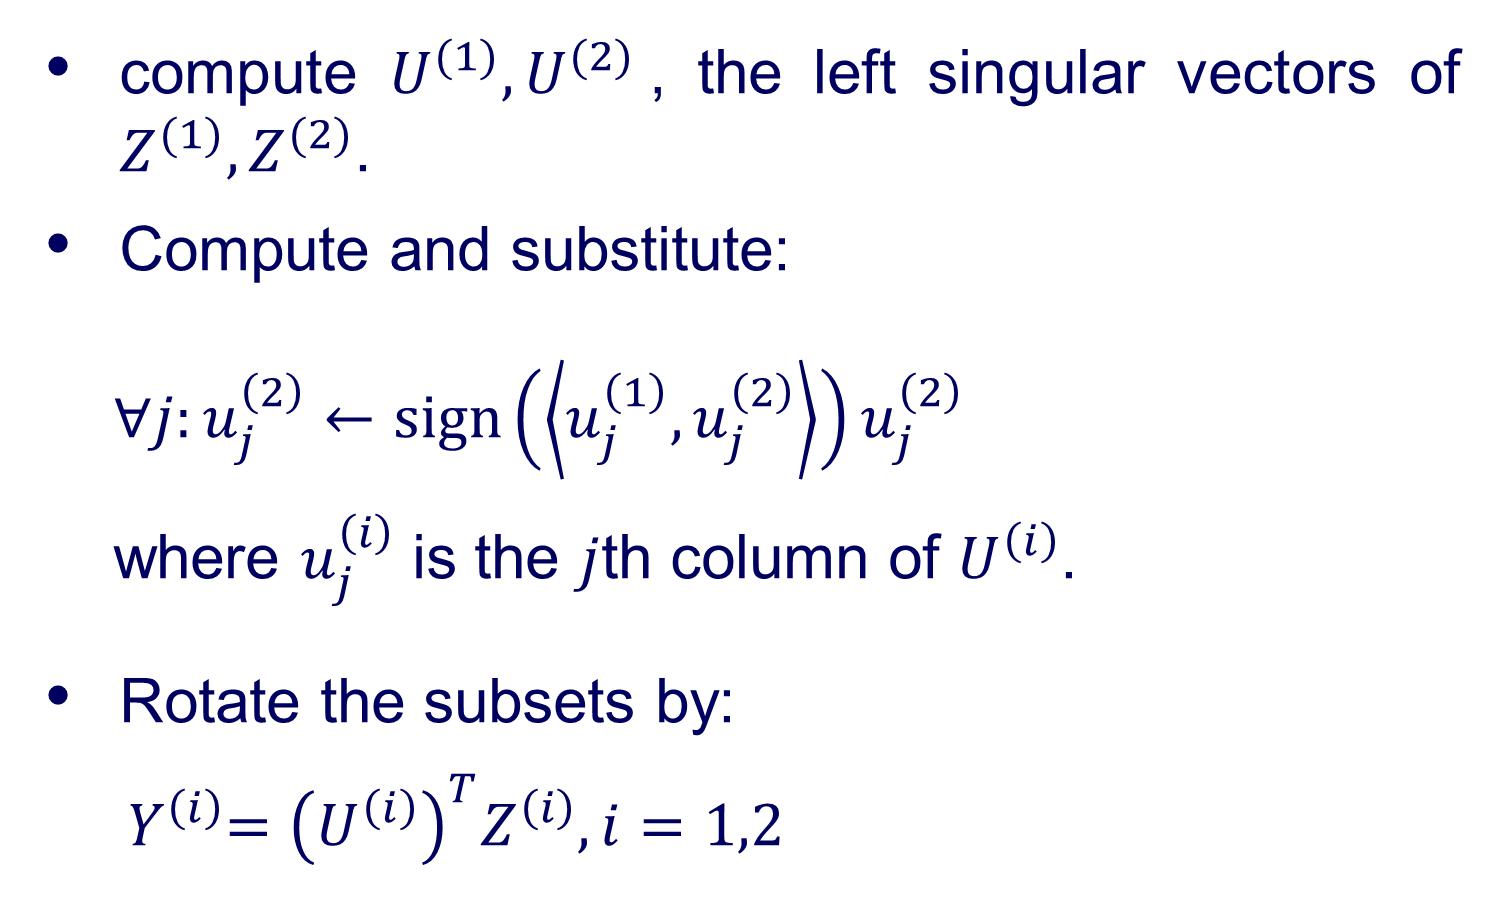 • compute 𝑈⁽¹⁾, 𝑈⁽²⁾ , the left singular vectors of
𝑍⁽¹⁾, 𝑍⁽²⁾.
• Compute and substitute:
∀𝑗: 𝑢_𝑗^(2) ← sign(⟨𝑢_𝑗^(1), 𝑢_𝑗^(2)⟩) 𝑢_𝑗^(2)
where 𝑢_𝑗^(𝑖) is the 𝑗th column of 𝑈^(𝑖).
• Rotate the subsets by:
𝑌^(𝑖)= (𝑈^(𝑖))^𝑇 𝑍^(𝑖), 𝑖 = 1,2